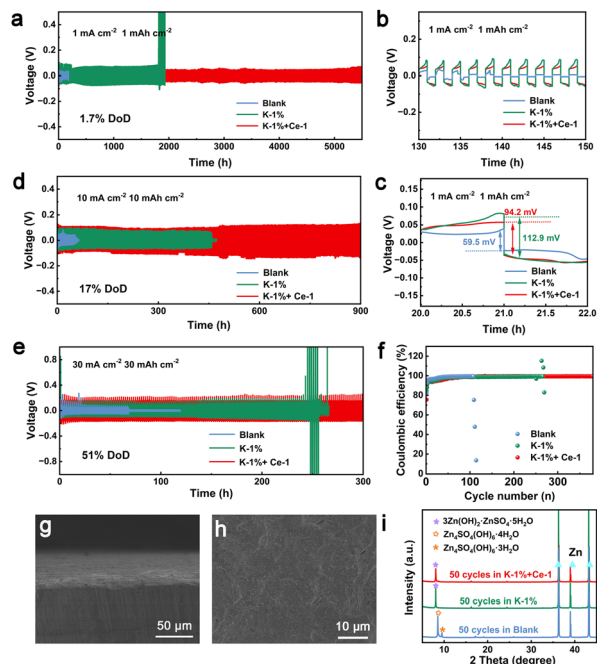 a
1 mA cm⁻² 1 mAh cm⁻²
Voltage (V)
0.4
0.2
0.0
−0.2
−0.4
Blank
K-1%
K-1%+Ce-1
1.7% DoD
0 1000 2000 3000 4000 5000
Time (h)
b
1 mA cm⁻² 1 mAh cm⁻²
Voltage (V)
0.4
0.2
0.0
−0.2
−0.4
Blank
K-1%
K-1%+Ce-1
130 135 140 145 150
Time (h)
d
10 mA cm⁻² 10 mAh cm⁻²
Voltage (V)
0.4
0.2
0.0
−0.2
−0.4
Blank
K-1%
K-1%+ Ce-1
17% DoD
0 300 600 900
Time (h)
c
1 mA cm⁻² 1 mAh cm⁻²
Voltage (V)
0.15
0.10
0.05
0.00
−0.05
−0.10
−0.15
94.2 mV
59.5 mV
112.9 mV
Blank
K-1%
K-1%+Ce-1
20.0 20.5 21.0 21.5 22.0
Time (h)
e
30 mA cm⁻² 30 mAh cm⁻²
Voltage (V)
0.8
0.4
0.0
−0.4
−0.8
Blank
K-1%
K-1%+ Ce-1
51% DoD
0 100 200 300
Time (h)
f
Coulombic efficiency (%)
120
100
80
60
40
20
0
Blank
K-1%
K-1%+ Ce-1
0 100 200 300
Cycle number (n)
g
50 µm
h
10 µm
i
3Zn(OH)₂·ZnSO₄·5H₂O
Zn₄SO₄(OH)₆·4H₂O
Zn₄SO₄(OH)₆·3H₂O
Zn
Intensity (a.u.)
50 cycles in K-1%+Ce-1
50 cycles in K-1%
50 cycles in Blank
10 20 30 40
2 Theta (degree)